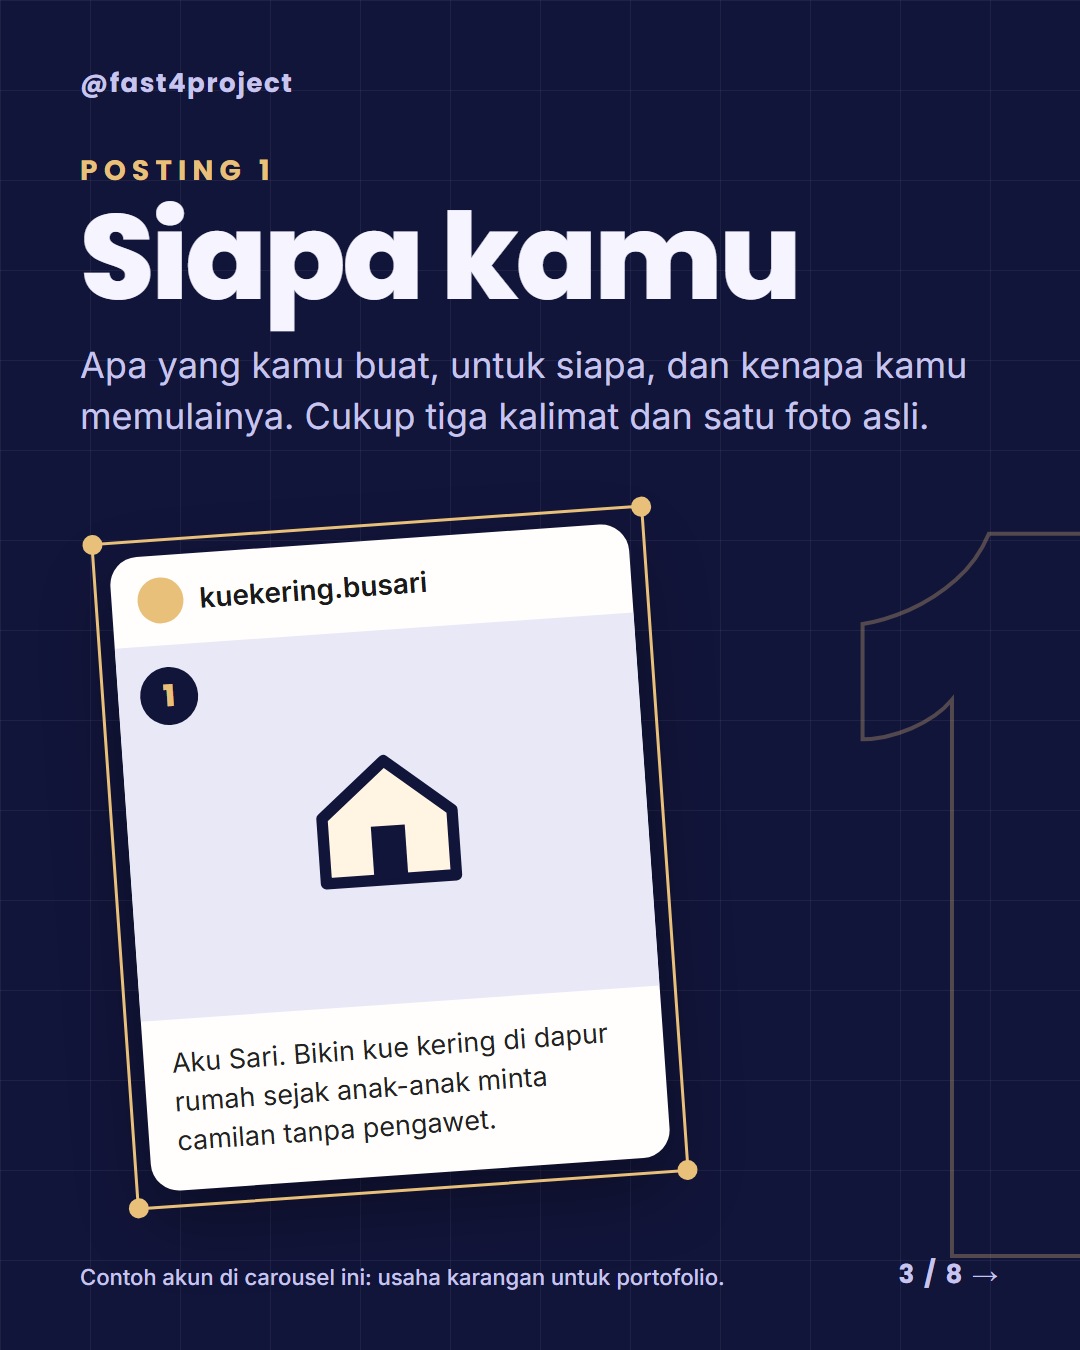 @fast4project
POSTING 1
Siapa kamu
Apa yang kamu buat, untuk siapa, dan kenapa kamu
memulainya. Cukup tiga kalimat dan satu foto asli.
kuekering.busari
1
Aku Sari. Bikin kue kering di dapur
rumah sejak anak-anak minta
camilan tanpa pengawet.
1
Contoh akun di carousel ini: usaha karangan untuk portofolio.
3 / 8 →